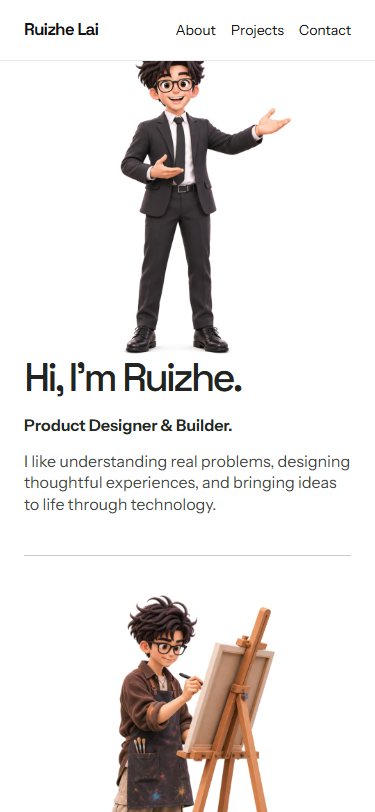 Ruizhe Lai
About Projects Contact
Hi, I’m Ruizhe.
Product Designer & Builder.
I like understanding real problems, designing
thoughtful experiences, and bringing ideas
to life through technology.